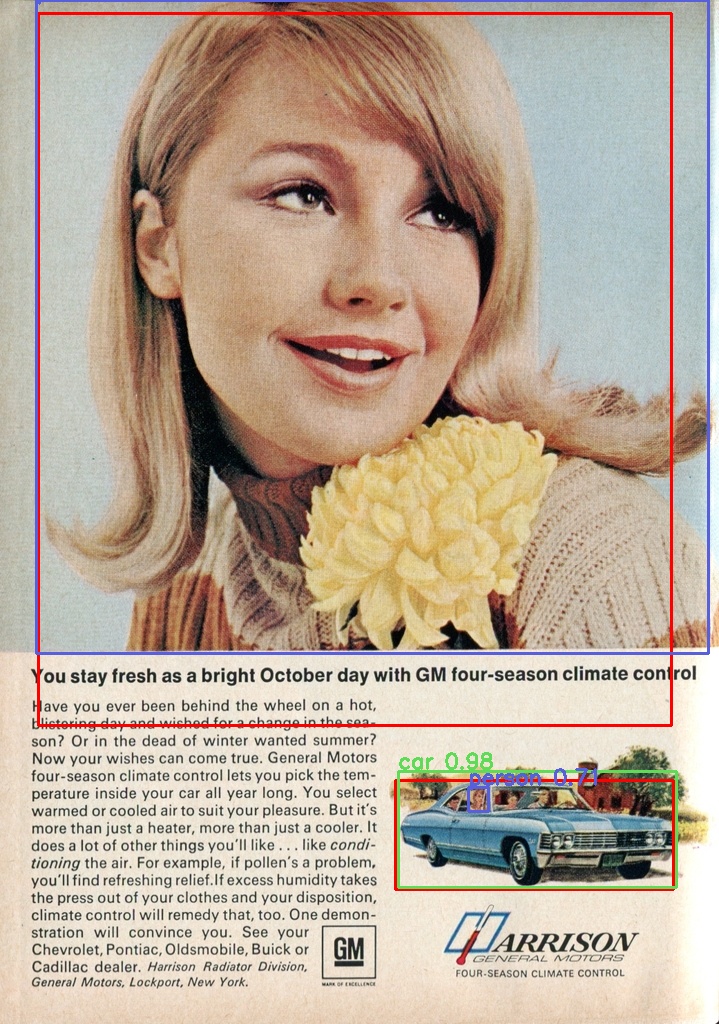 You stay fresh as a bright October day with GM four-season climate control
Have you ever been behind the wheel on a hot,
blistering day and wished for a change in the sea-
son? Or in the dead of winter wanted summer?
Now your wishes can come true. General Motors
four-season climate control lets you pick the tem-
perature inside your car all year long. You select
warmed or cooled air to suit your pleasure. But it's
more than just a heater, more than just a cooler. It
does a lot of other things you'll like . . . like condi-
tioning the air. For example, if pollen's a problem,
you'll find refreshing relief. If excess humidity takes
the press out of your clothes and your disposition,
climate control will remedy that, too. One demon-
stration will convince you. See your
Chevrolet, Pontiac, Oldsmobile, Buick or
Cadillac dealer. Harrison Radiator Division,
General Motors, Lockport, New York.
GM
MARK OF EXCELLENCE
car 0.98
person 0.71
HARRISON
GENERAL MOTORS
FOUR-SEASON CLIMATE CONTROL